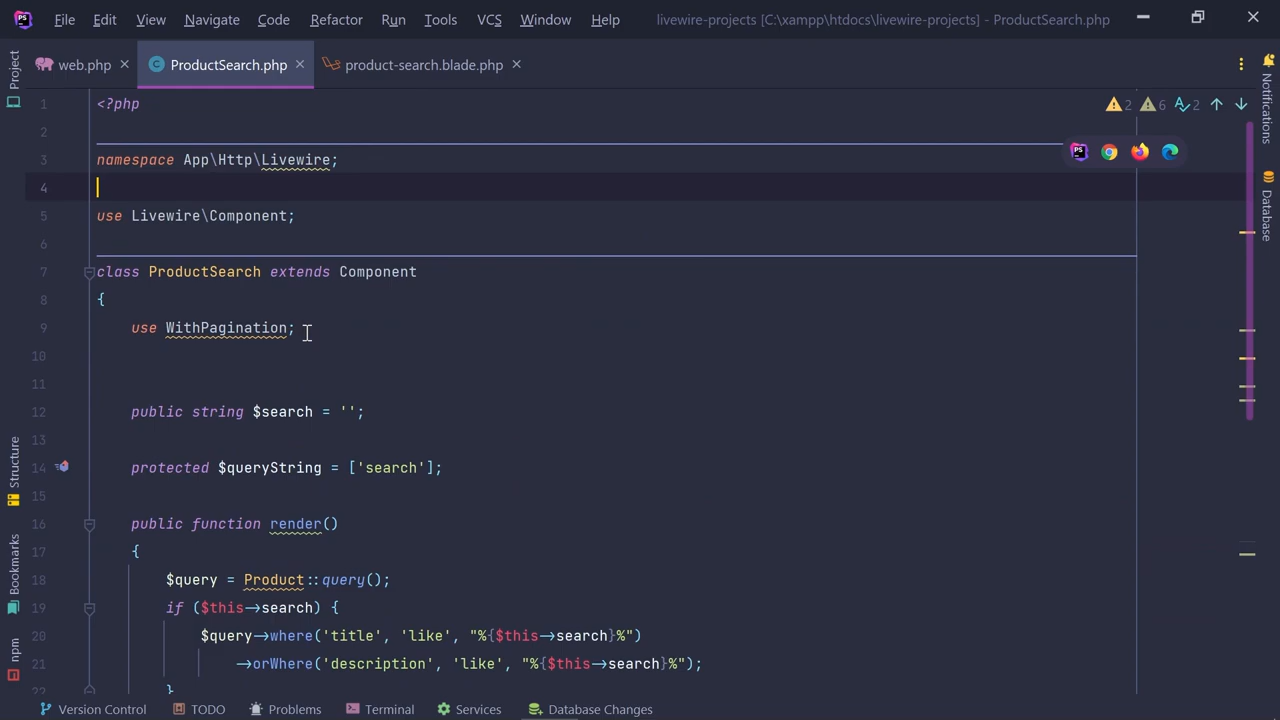 File Edit View Navigate Code Refactor Run Tools VCS Window Help livewire-projects [C:\xampp\htdocs\livewire-projects] - ProductSearch.php
PS
web.php ProductSearch.php product-search.blade.php
Project
Structure
Bookmarks
npm
Notifications
Database
2 6 2
1 <?php
2
3 namespace App\Http\Livewire;
4
5 use Livewire\Component;
6
7 class ProductSearch extends Component
8 {
9 use WithPagination;
10
11
12 public string $search = '';
13
14 protected $queryString = ['search'];
15
16 public function render()
17 {
18 $query = Product::query();
19 if ($this->search) {
20 $query->where('title', 'like', "%{$this->search}%")
21 ->orWhere('description', 'like', "%{$this->search}%");
22 }
Version Control TODO Problems Terminal Services Database Changes